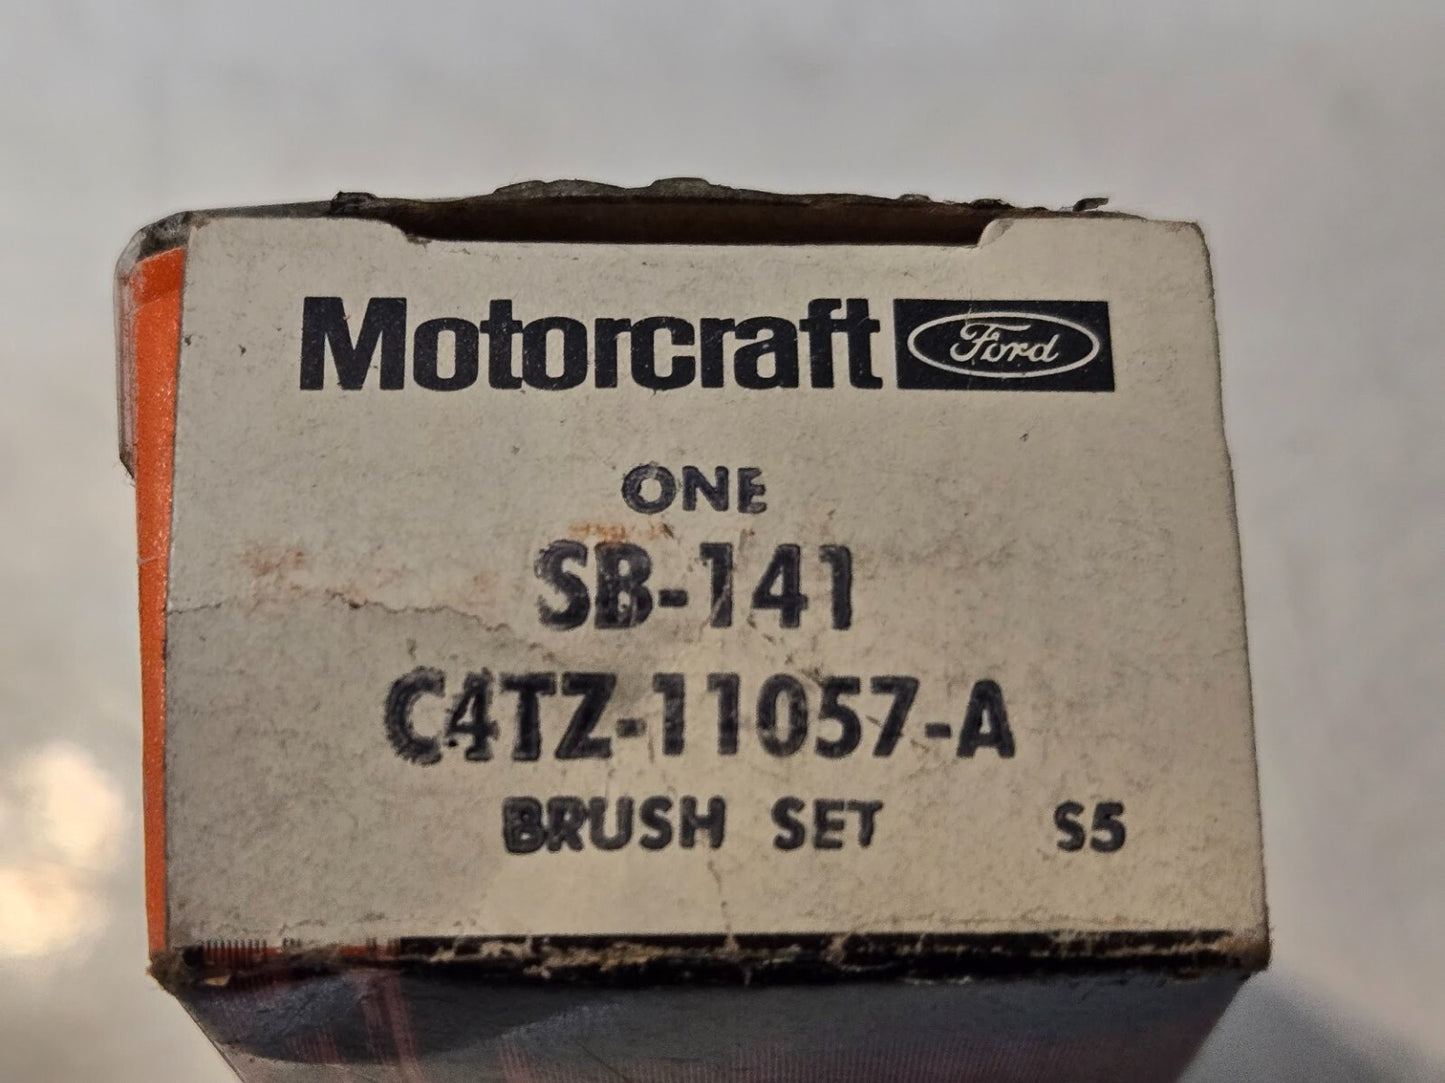 Motorcraft Ford
ONE
SB-141
C4TZ-11057-A
BRUSH SET S5